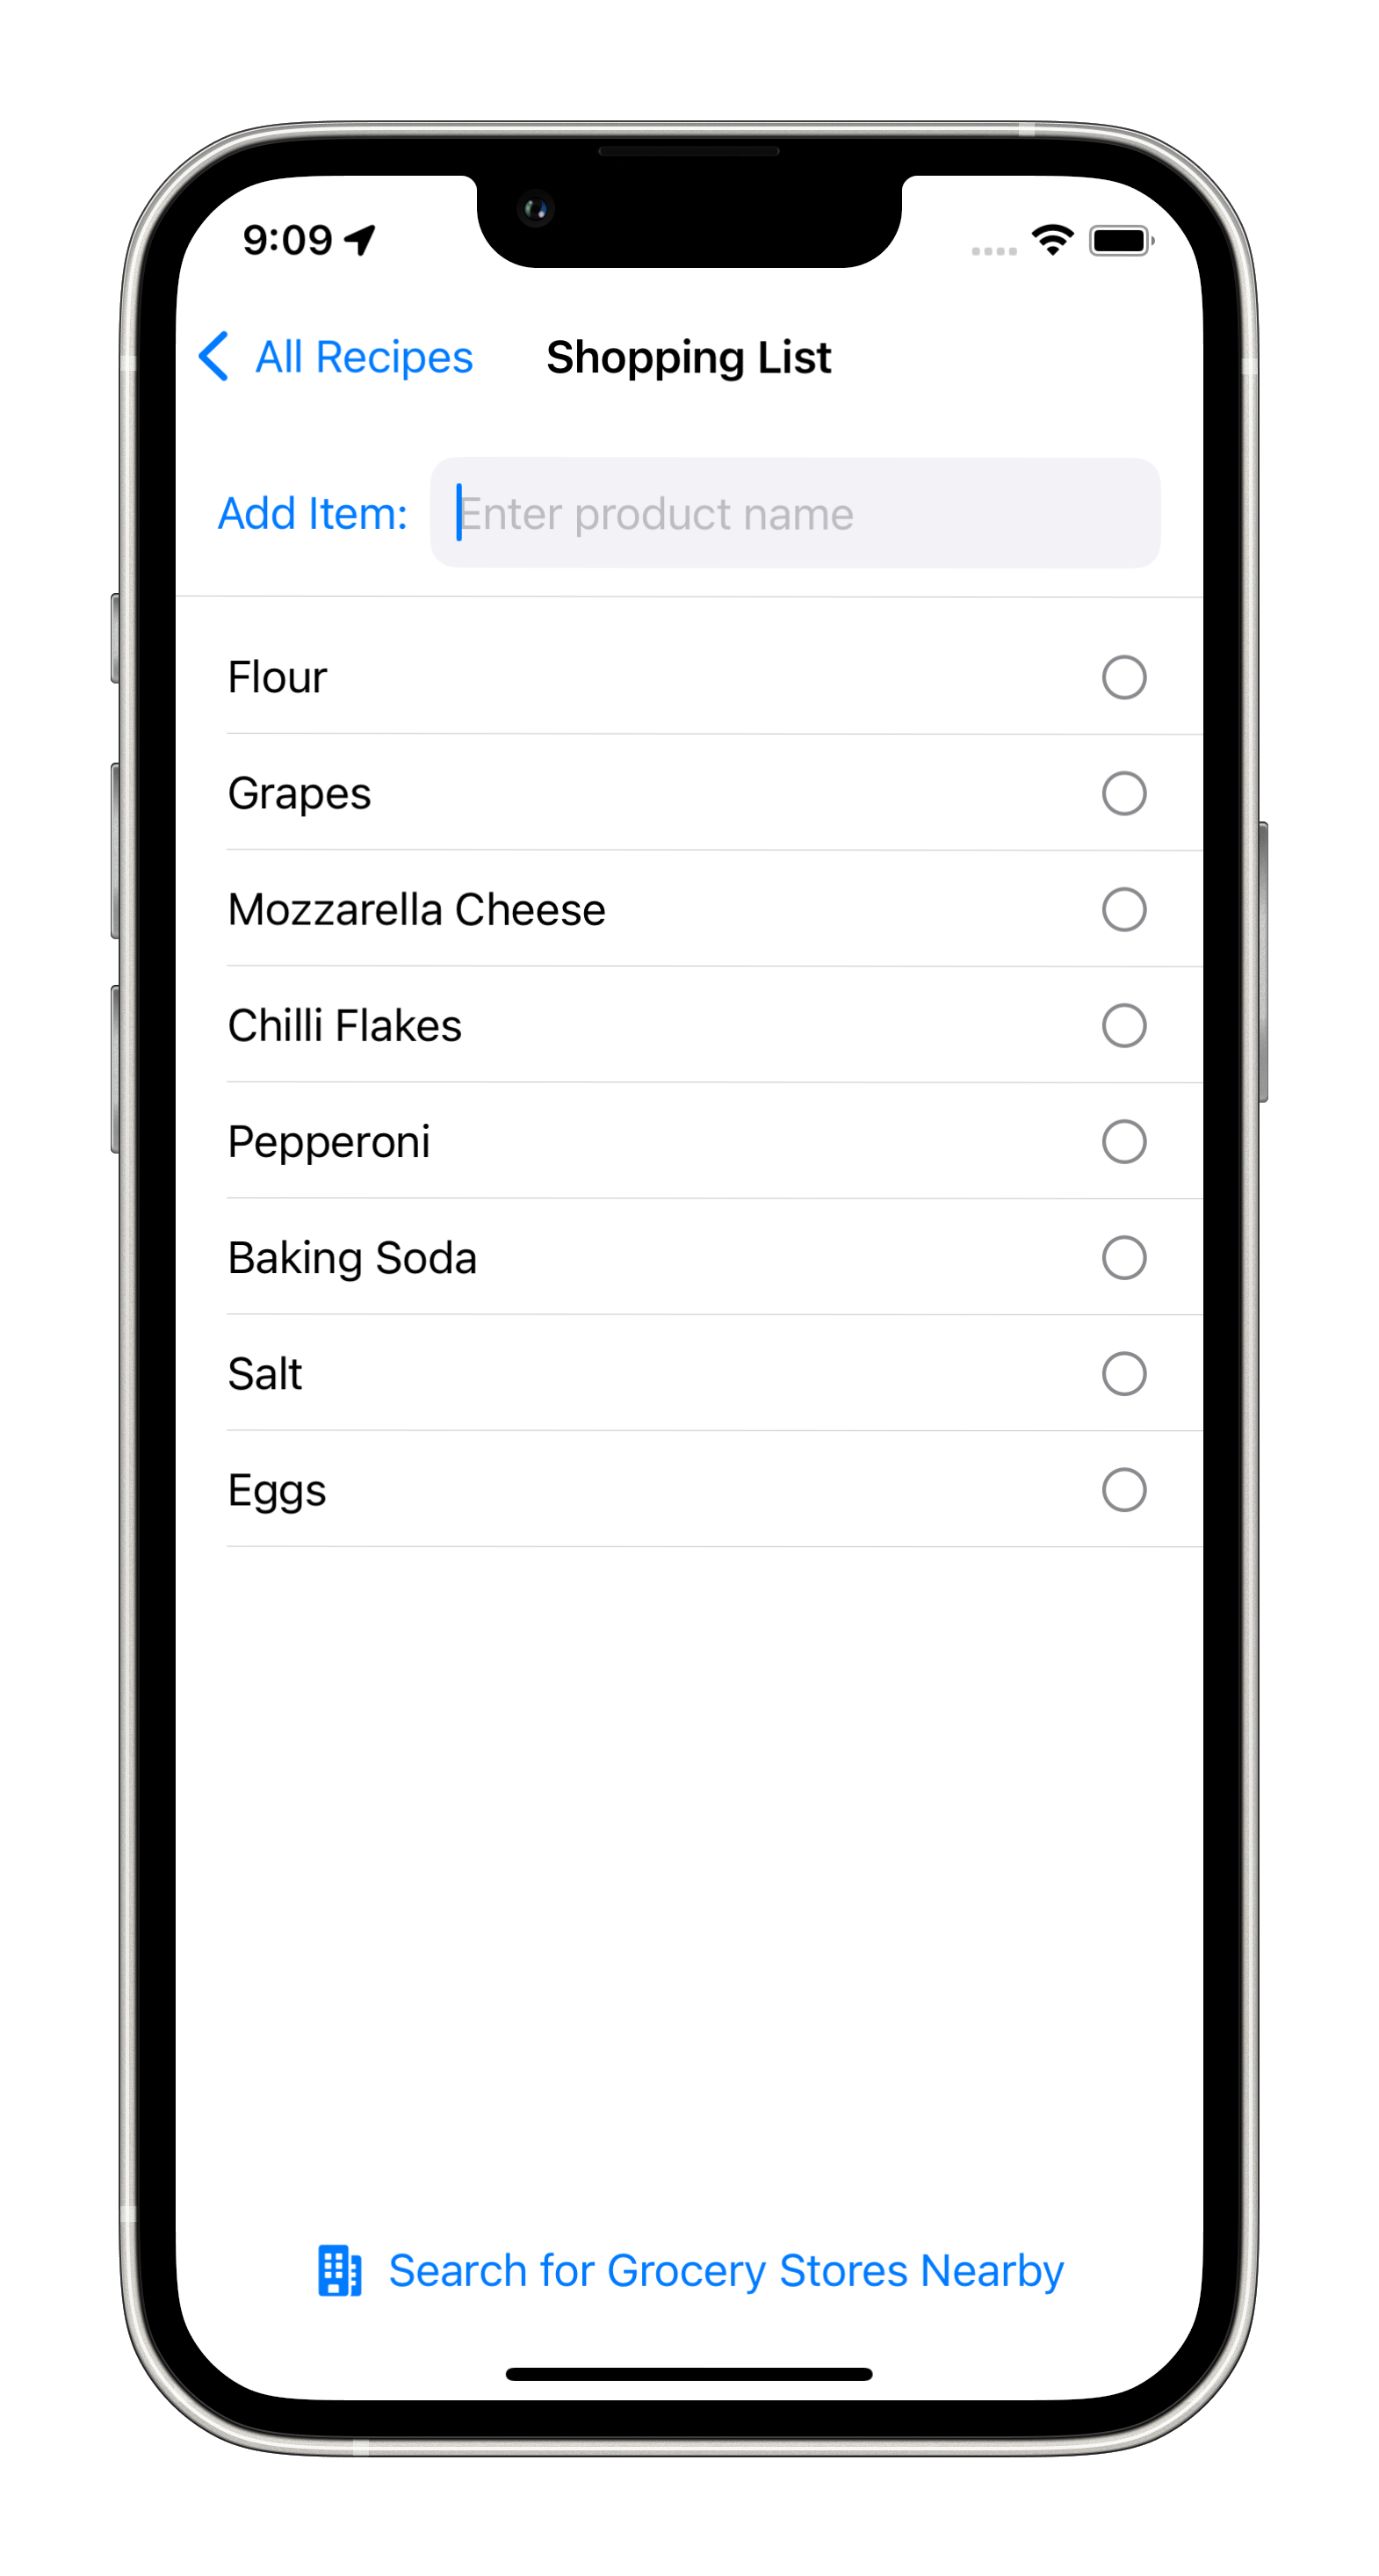 9:09
All Recipes Shopping List
Add Item: Enter product name
Flour
Grapes
Mozzarella Cheese
Chilli Flakes
Pepperoni
Baking Soda
Salt
Eggs
Search for Grocery Stores Nearby